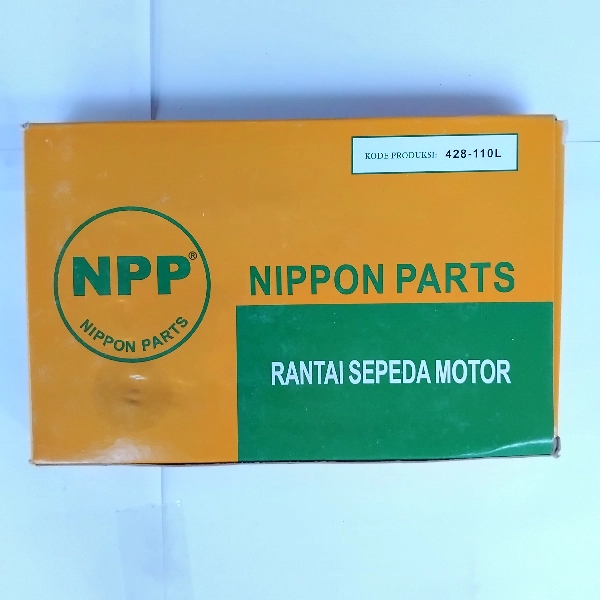 KODE PRODUKSI: 428-110L
NPP®
NIPPON PARTS
NIPPON PARTS
RANTAI SEPEDA MOTOR